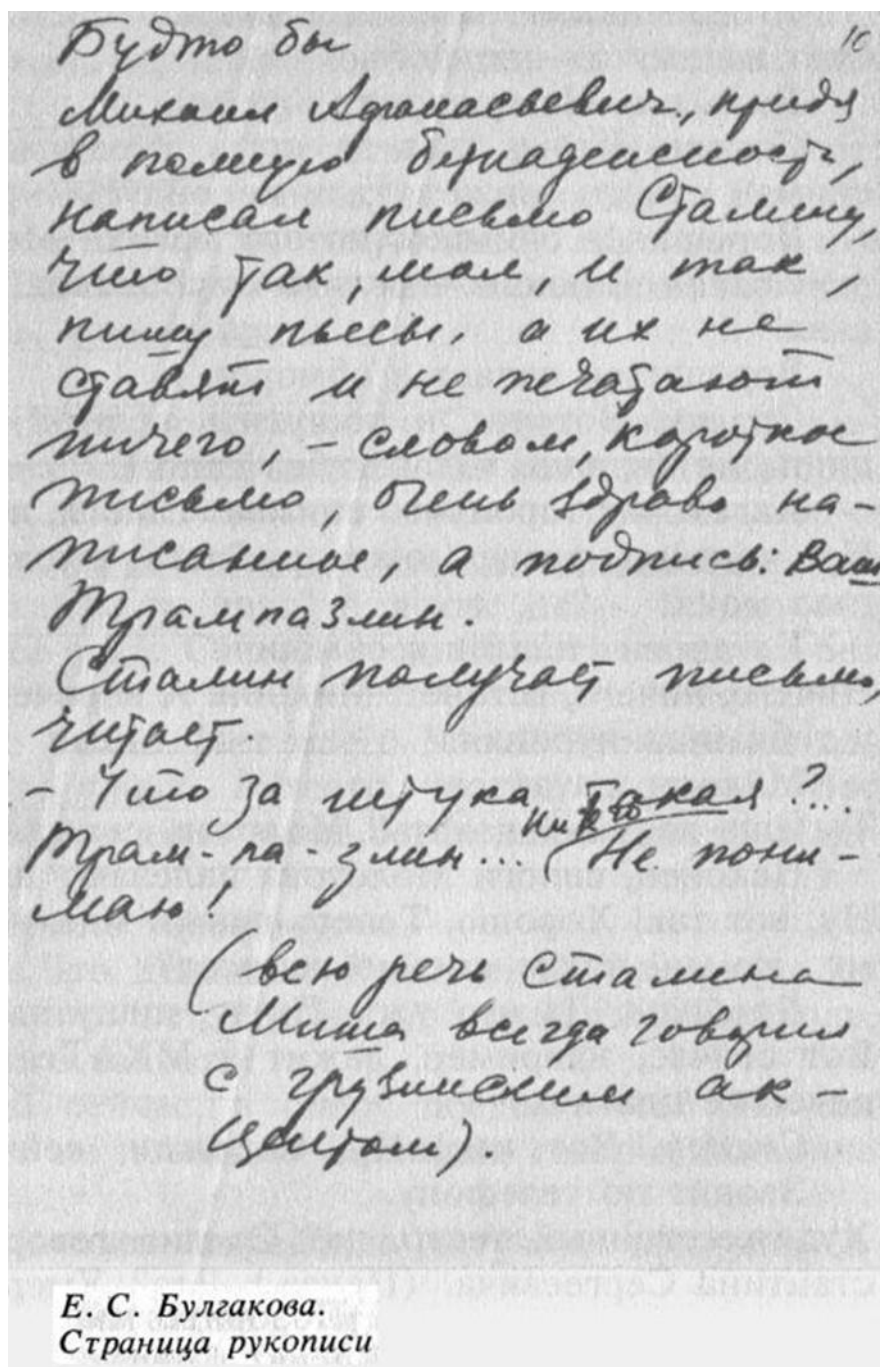 Будто бы
10
Михаил Афанасьевич, придя
в полную безнадежность,
написал письмо Сталину,
что так, мол, и так,
пишу пьесы, а их не
ставят и не печатают
ничего, – словом, короткое
письмо, очень здраво на-
писанное, а подпись: Ваш
Трампазлин.
Сталин получает письмо,
читает.
– Что за штука такая?...
Трам-па-злин... Ни
Не пони-
маю!
(Всю речь Сталина
Миша всегда говорил
с грузинским ак-
центом).
Е. С. Булгакова.
Страница рукописи